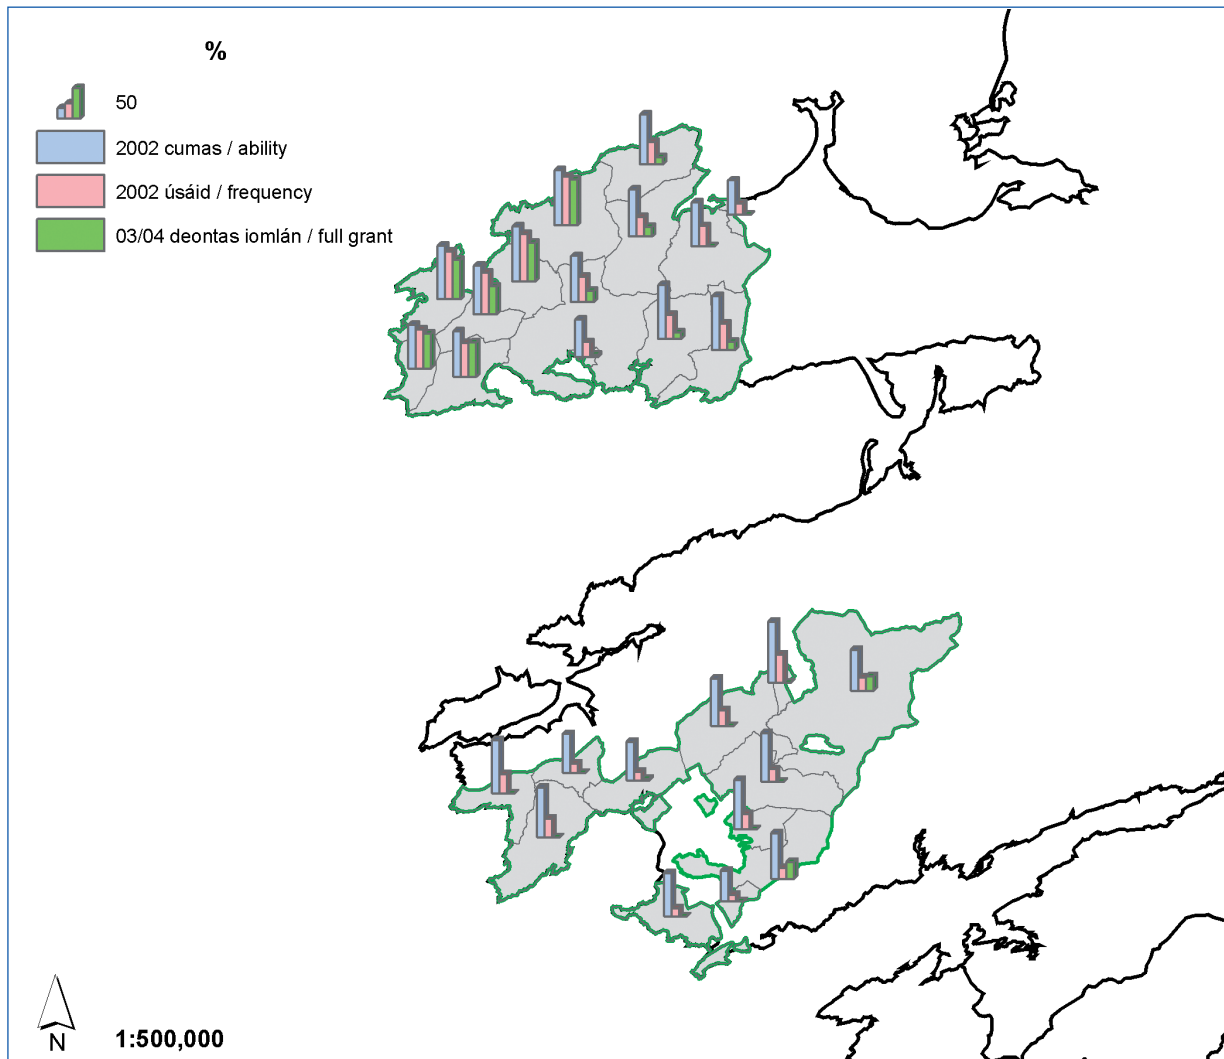 %
50
2002 cumas / ability
2002 úsáid / frequency
03/04 deontas iomlán / full grant
N
1:500,000